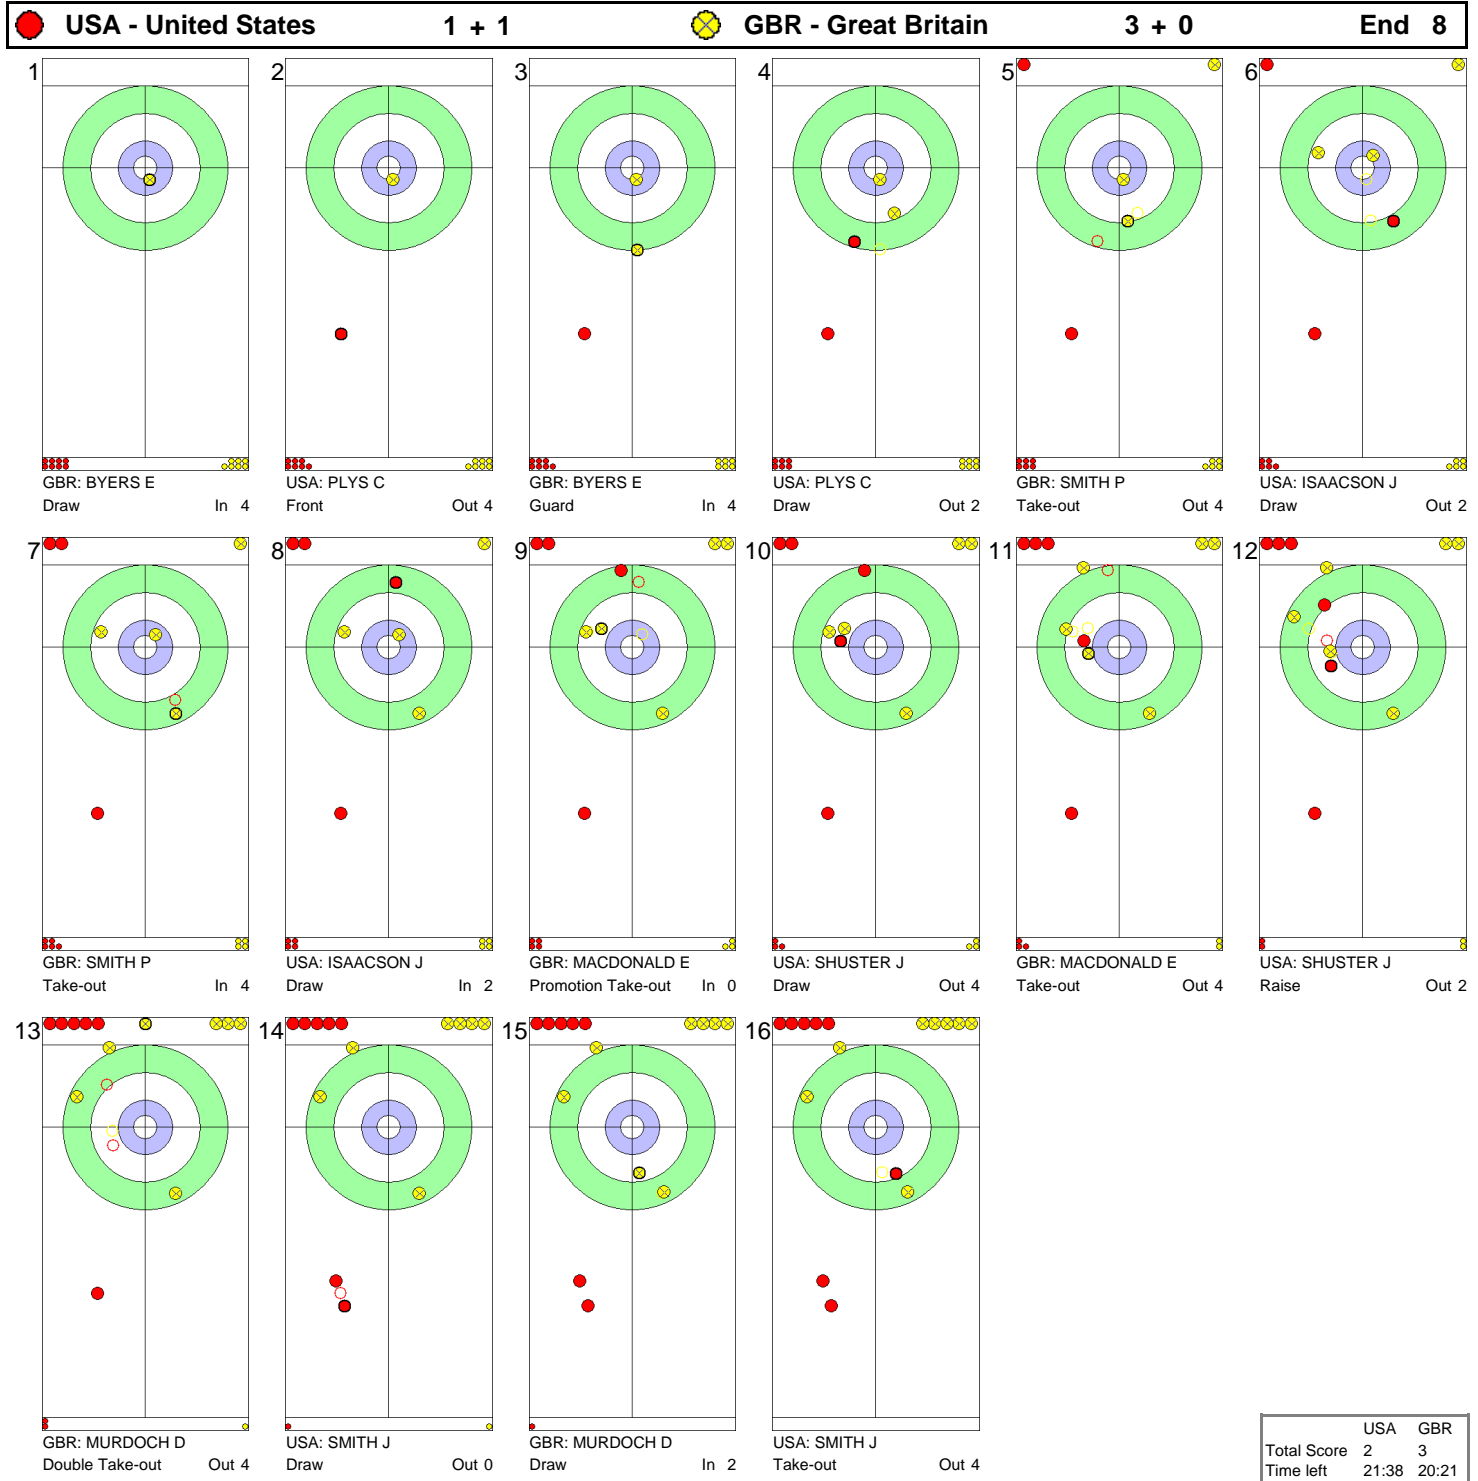 USA - United States 1 + 1 GBR - Great Britain 3 + 0 End 8
1 2 3 4 5 6
GBR: BYERS E USA: PLYS C GBR: BYERS E USA: PLYS C GBR: SMITH P USA: ISAACSON J
Draw In 4 Front Out 4 Guard In 4 Draw Out 2 Take-out Out 4 Draw Out 2
7 8 9 10 11 12
GBR: SMITH P USA: ISAACSON J GBR: MACDONALD E USA: SHUSTER J GBR: MACDONALD E USA: SHUSTER J
Take-out In 4 Draw In 2 Promotion Take-out In 0 Draw Out 4 Take-out Out 4 Raise Out 2
13 14 15 16
GBR: MURDOCH D USA: SMITH J GBR: MURDOCH D USA: SMITH J
Double Take-out Out 4 Draw Out 0 Draw In 2 Take-out Out 4
USA GBR
Total Score 2 3
Time left 21:38 20:21